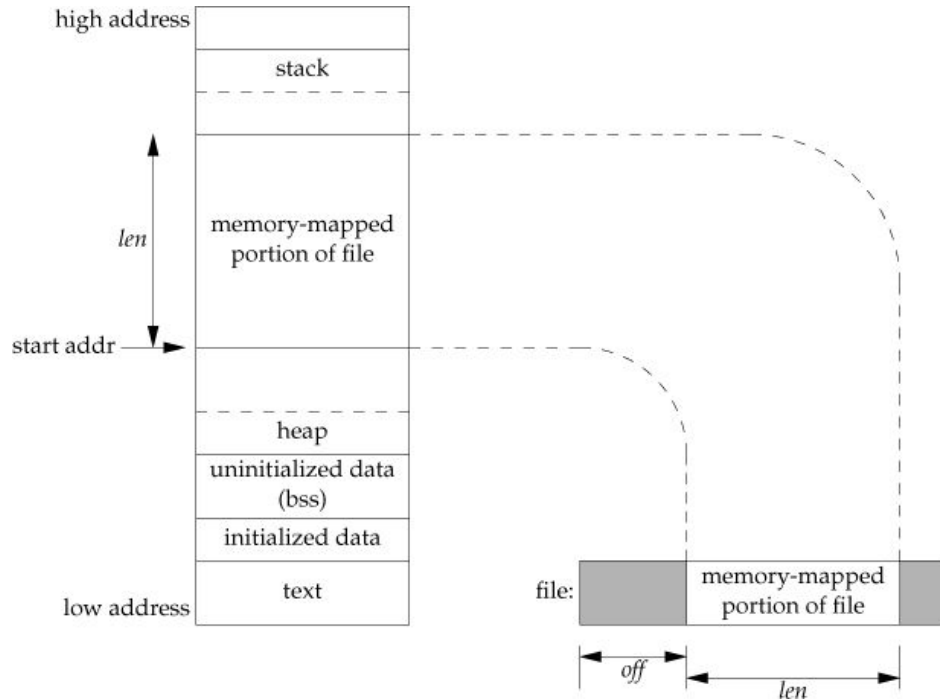 high address
stack
len
memory-mapped
portion of file
start addr
heap
uninitialized data
(bss)
initialized data
text
low address
file:
memory-mapped
portion of file
off
len